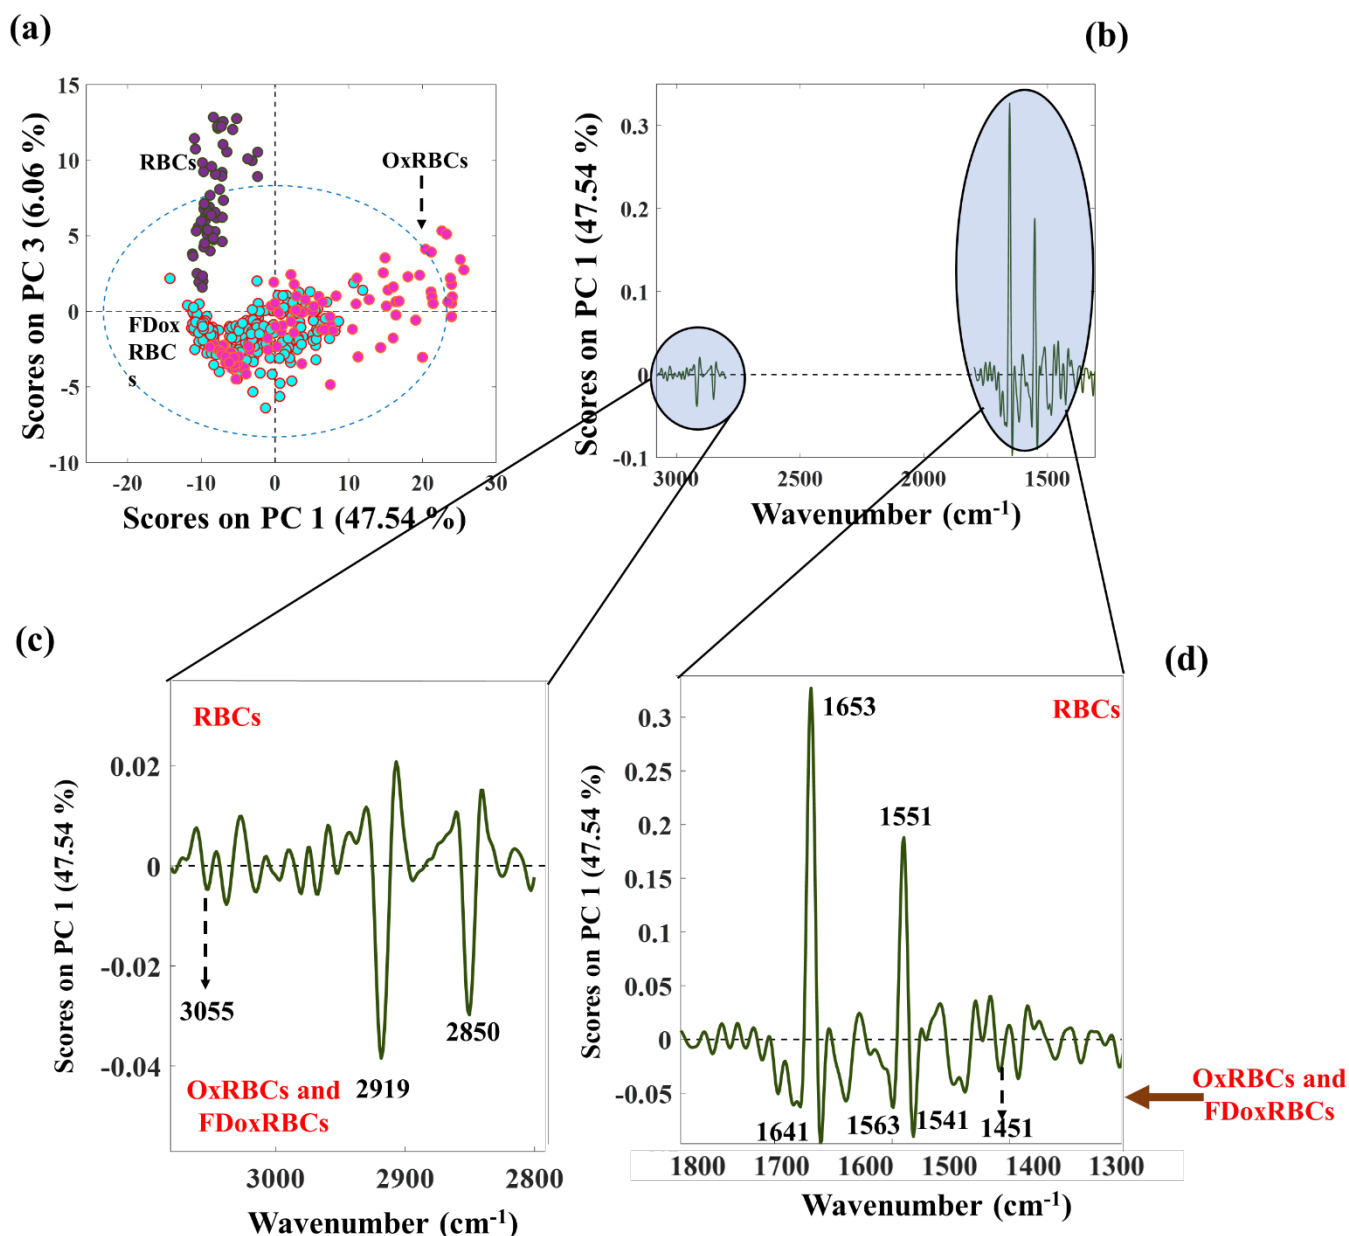 (a)
15
10
5
0
-5
-10
-20
-10
0
10
20
30
Scores on PC 3 (6.06 %)
Scores on PC 1 (47.54 %)
RBCs
OxRBCs
FDox
RBC
s
(b)
0.3
0.2
0.1
0
-0.1
3000
2500
2000
1500
Scores on PC 1 (47.54 %)
Wavenumber (cm-1)
(c)
RBCs
0.02
0
-0.02
-0.04
3055
2919
2850
OxRBCs and
FDoxRBCs
3000
2900
2800
Scores on PC 1 (47.54 %)
Wavenumber (cm-1)
(d)
RBCs
0.3
0.25
0.2
0.15
0.1
0.05
0
-0.05
1653
1551
1641
1563
1541
1451
1800
1700
1600
1500
1400
1300
Scores on PC 1 (47.54 %)
Wavenumber (cm-1)
OxRBCs and
FDoxRBCs